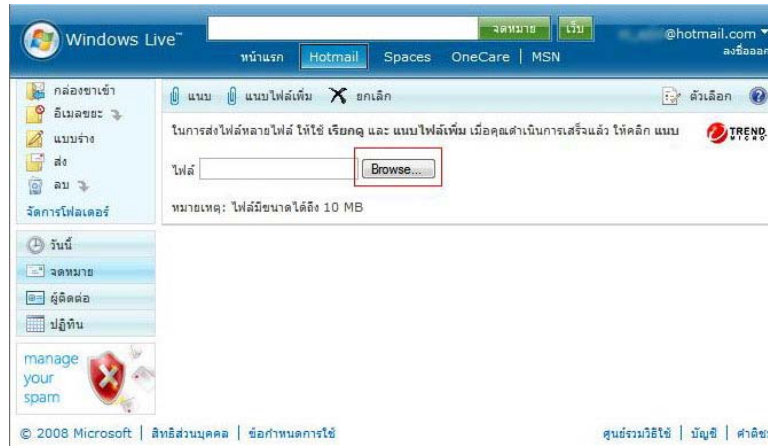 Windows Live™
จดหมาย
เว็บ
@hotmail.com
หน้าแรก Hotmail Spaces OneCare | MSN
ลงชื่อออก
กล่องขาเข้า
อีเมลขยะ
แบบร่าง
ส่ง
ลบ
จัดการโฟลเดอร์
วันนี้
จดหมาย
ผู้ติดต่อ
ปฏิทิน
manage
your
spam
แนบ แนบไฟล์เพิ่ม ยกเลิก ตัวเลือก
ในการส่งไฟล์หลายไฟล์ ให้ใช้ เรียกดู และ แนบไฟล์เพิ่ม เมื่อคุณดำเนินการเสร็จแล้ว ให้คลิก แนบ
TREND
MICRO
ไฟล์ Browse...
หมายเหตุ: ไฟล์มีขนาดได้ถึง 10 MB
© 2008 Microsoft | สิทธิส่วนบุคคล | ข้อกำหนดการใช้ ศูนย์รวมวิธีใช้ | บัญชี | คำติช